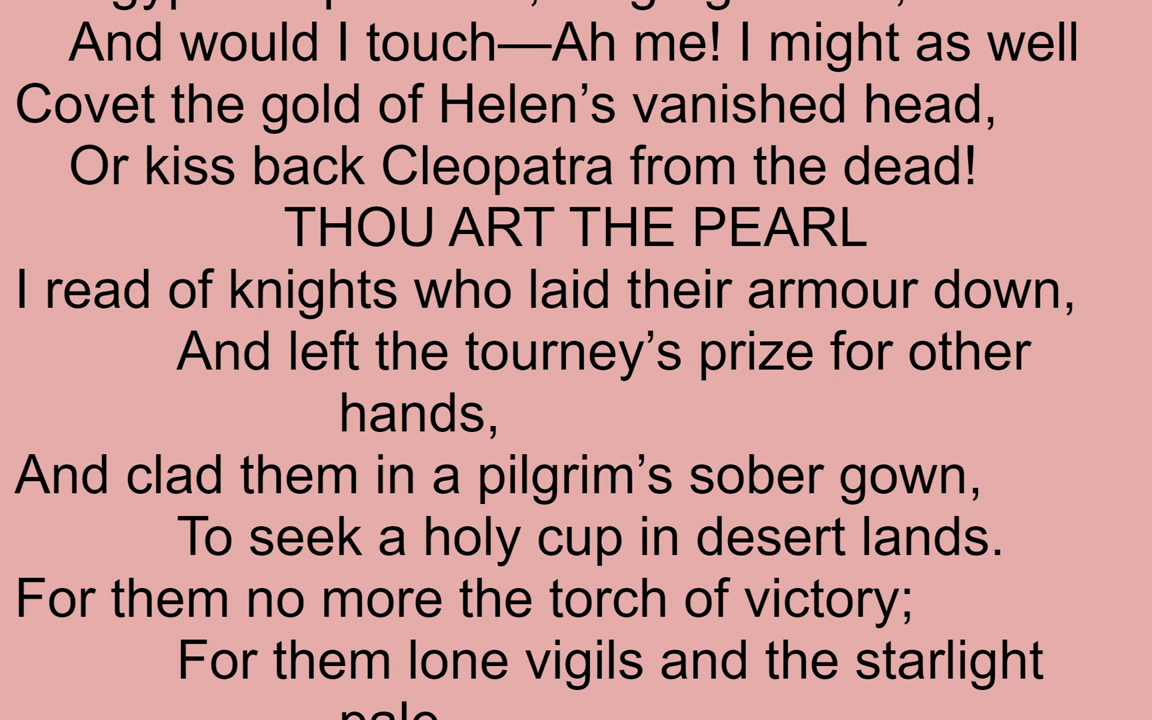 And would I touch—Ah me! I might as well
Covet the gold of Helen’s vanished head,
Or kiss back Cleopatra from the dead!
THOU ART THE PEARL
I read of knights who laid their armour down,
And left the tourney’s prize for other
hands,
And clad them in a pilgrim’s sober gown,
To seek a holy cup in desert lands.
For them no more the torch of victory;
For them lone vigils and the starlight
pale,